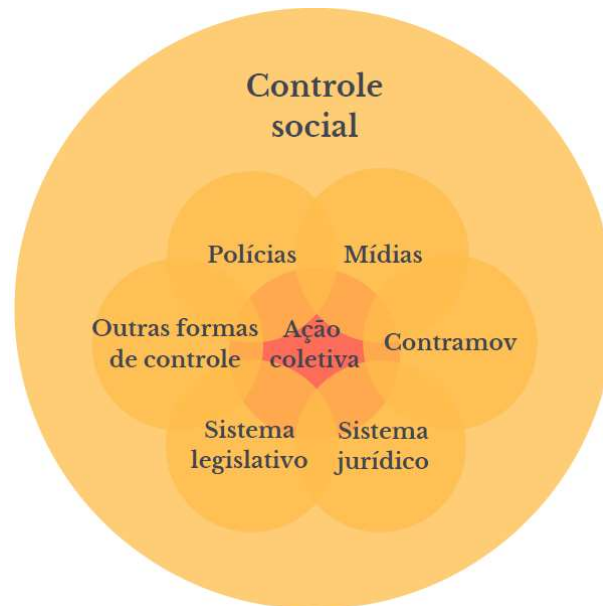 Controle
social
Polícias
Mídias
Outras formas
de controle
Ação
coletiva
Contramov
Sistema
legislativo
Sistema
jurídico